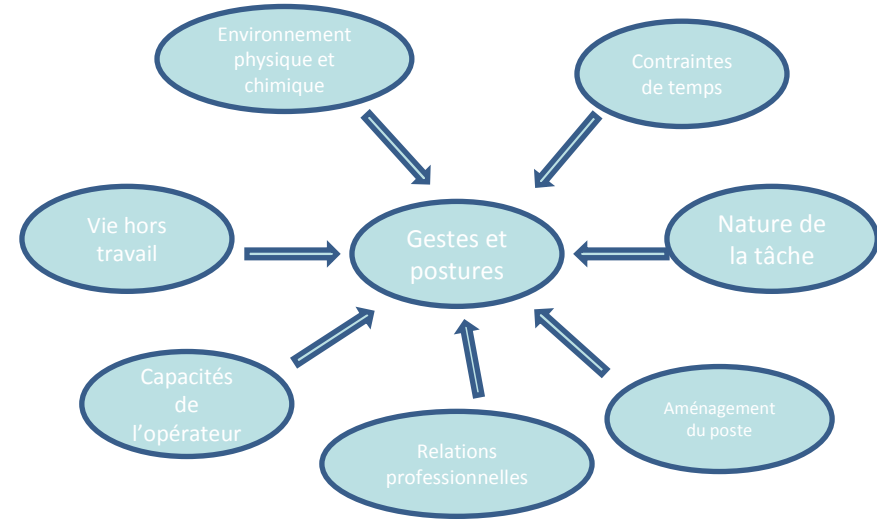 Environnement
physique et
chimique
Contraintes
de temps
Vie hors
travail
Gestes et
postures
Nature de
la tâche
Capacités
de
l’opérateur
Relations
professionnelles
Aménagement
du poste